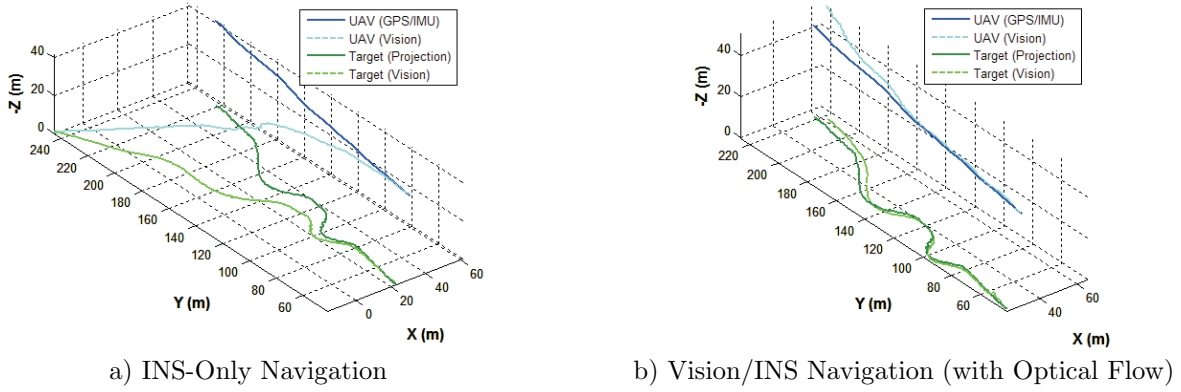 UAV (GPS/IMU)
UAV (Vision)
Target (Projection)
Target (Vision)
-Z (m)
40
20
0
240
220
200
180
160
140
120
100
80
60
Y (m)
0
20
40
60
X (m)
a) INS-Only Navigation
UAV (GPS/IMU)
UAV (Vision)
Target (Projection)
Target (Vision)
-Z (m)
40
20
0
220
200
180
160
140
120
100
80
60
Y (m)
40
60
X (m)
b) Vision/INS Navigation (with Optical Flow)